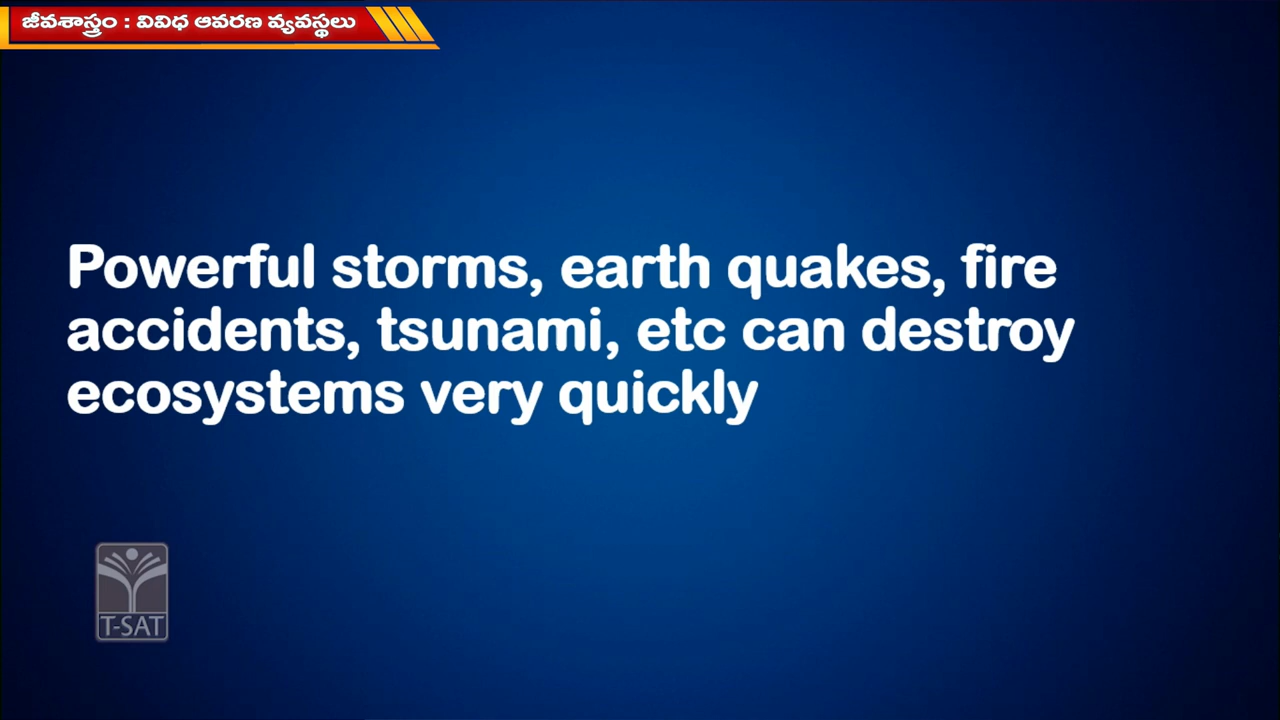 జీవశాస్త్రం : వివిధ ఆవరణ వ్యవస్థలు
Powerful storms, earth quakes, fire
accidents, tsunami, etc can destroy
ecosystems very quickly
T-SAT